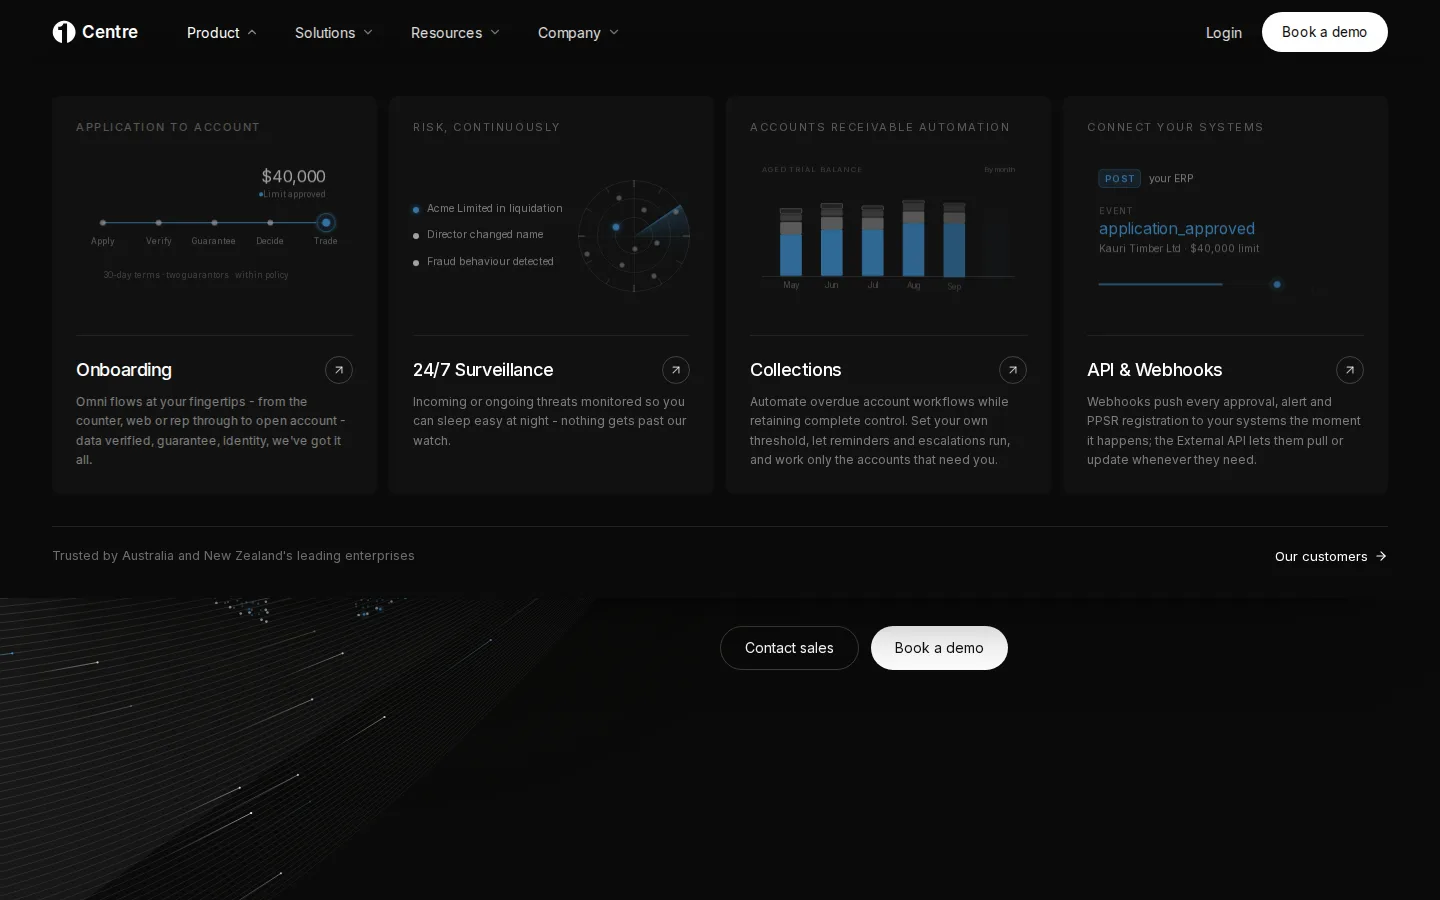 1Centre
Product
Solutions
Resources
Company
Login
Book a demo
APPLICATION TO ACCOUNT
$40,000
Limit approved
Apply
Verify
Guarantee
Decide
Trade
30-day terms · two guarantors · within policy
Onboarding
Omni flows at your fingertips - from the
counter, web or rep through to open account -
data verified, guarantee, identity, we've got it
all.
RISK, CONTINUOUSLY
Acme Limited in liquidation
Director changed name
Fraud behaviour detected
24/7 Surveillance
Incoming or ongoing threats monitored so you
can sleep easy at night - nothing gets past our
watch.
ACCOUNTS RECEIVABLE AUTOMATION
AGED TRIAL BALANCE
By month
May
Jun
Jul
Aug
Sep
Collections
Automate overdue account workflows while
retaining complete control. Set your own
threshold, let reminders and escalations run,
and work only the accounts that need you.
CONNECT YOUR SYSTEMS
POST your ERP
EVENT
application_approved
Kauri Timber Ltd · $40,000 limit
API & Webhooks
Webhooks push every approval, alert and
PPSR registration to your systems the moment
it happens; the External API lets them pull or
update whenever they need.
Trusted by Australia and New Zealand's leading enterprises
Our customers
Contact sales
Book a demo